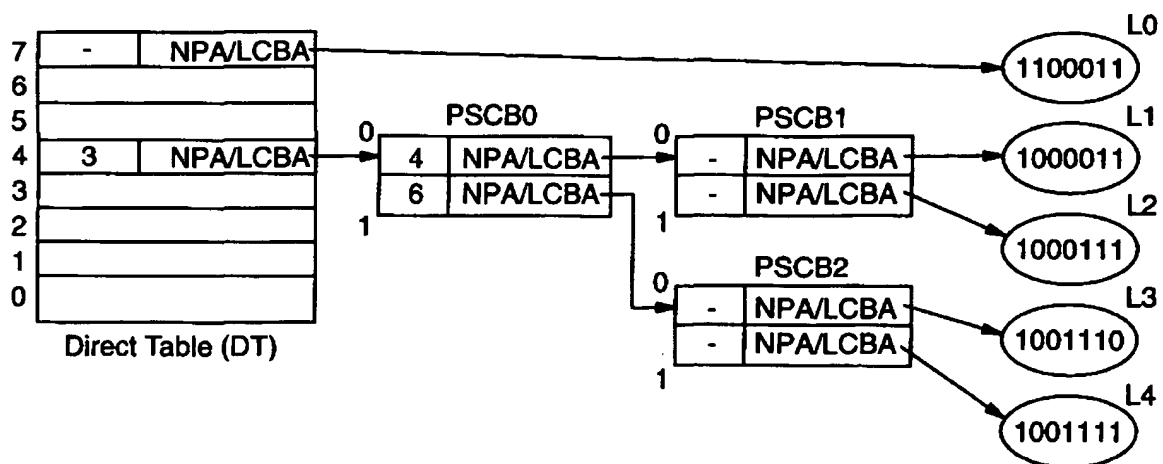 L0
7 - NPA/LCBA 1100011
6
5 PSCB0 PSCB1 L1
0 0
4 3 NPA/LCBA 4 NPA/LCBA - NPA/LCBA 1000011
3 6 NPA/LCBA - NPA/LCBA
2 1 1 L2
1 PSCB2 1000111
0 0 L3
- NPA/LCBA 1001110
Direct Table (DT) - NPA/LCBA
1 L4
1001111